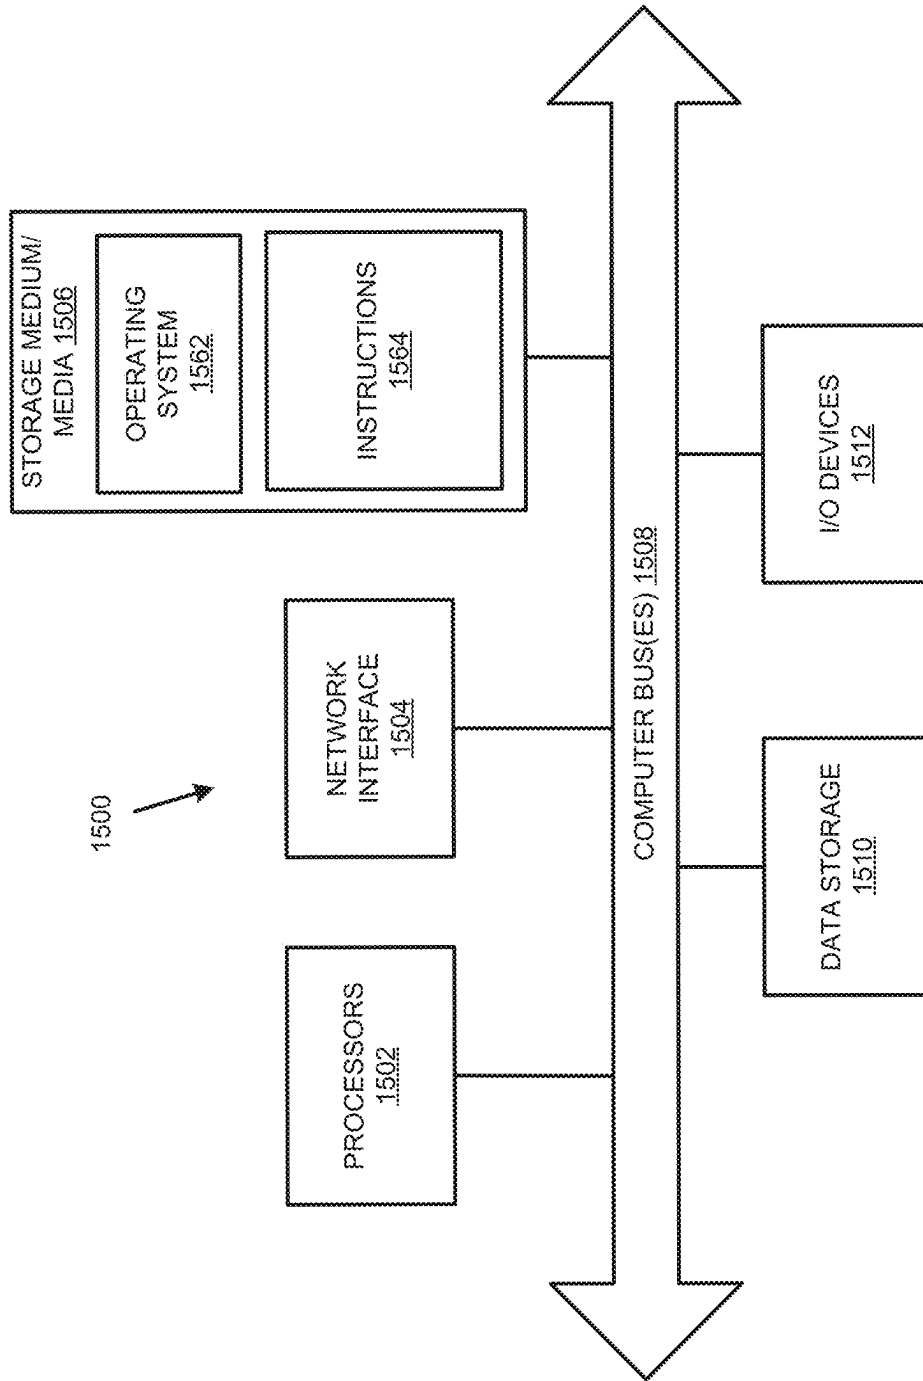 1500
PROCESSORS
1502
NETWORK
INTERFACE
1504
STORAGE MEDIUM/
MEDIA 1506
OPERATING
SYSTEM
1562
INSTRUCTIONS
1564
COMPUTER BUS(ES) 1508
DATA STORAGE
1510
I/O DEVICES
1512